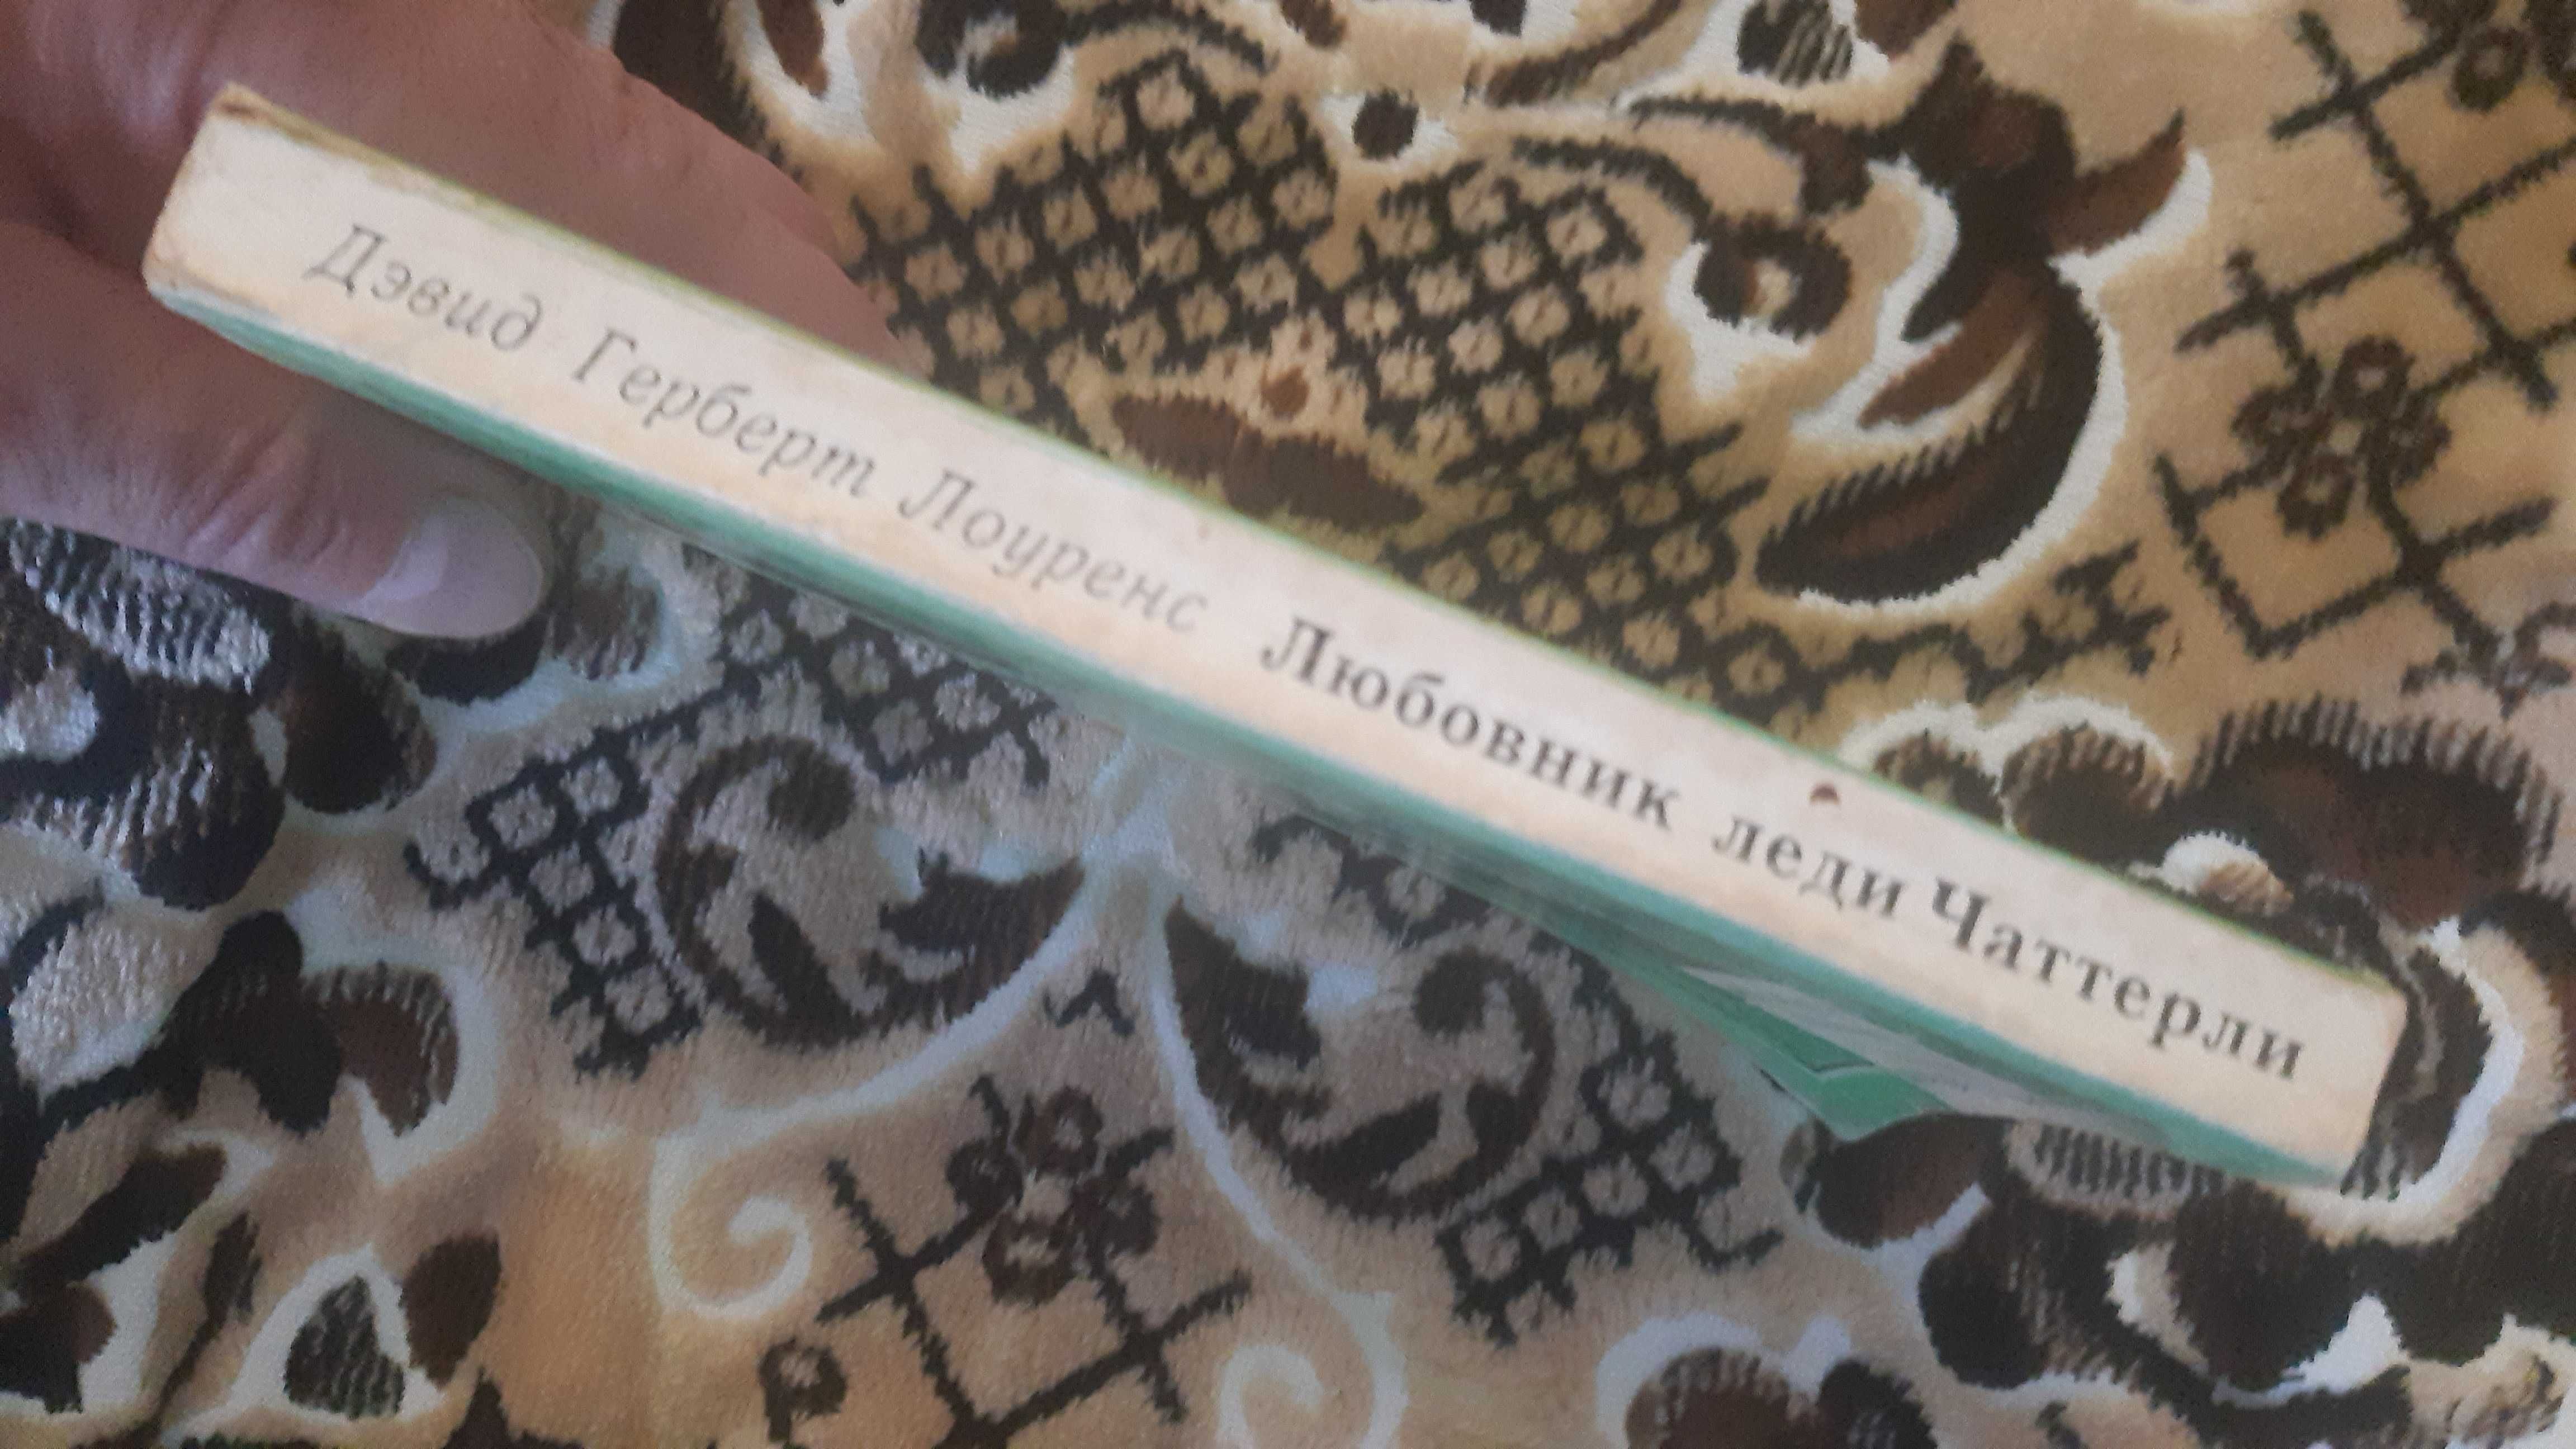 Дэвид Герберт Лоуренс Любовник леди Чаттерли